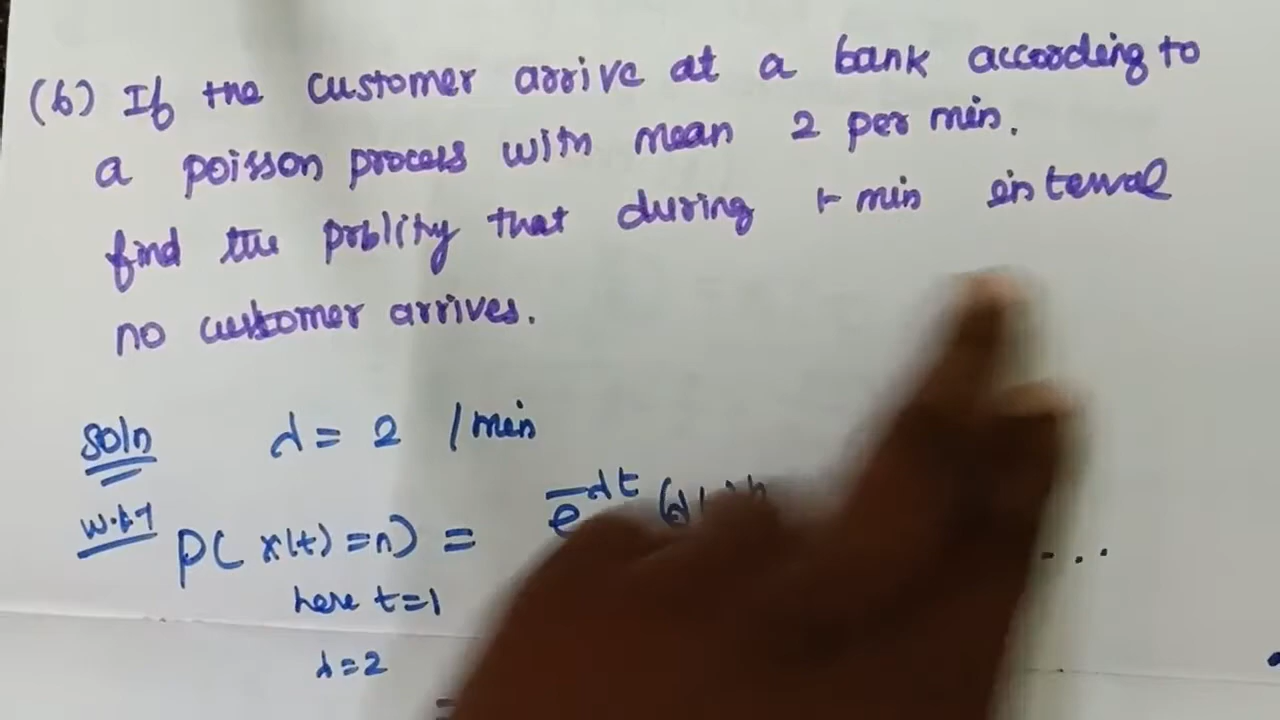 (b) If the customer arrive at a bank according to
a poisson process with mean 2 per min.
find the problity that during 1- min interval
no customer arrives.
Soln λ = 2 /min
W.k.T P( x(t) = n) = e^-λt ...
here t=1
λ=2
=